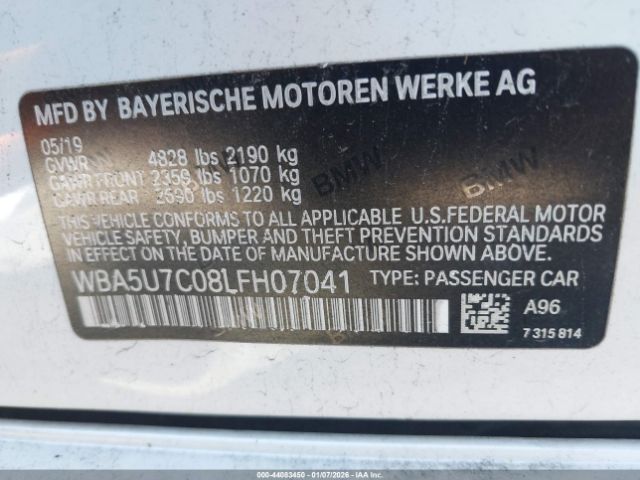 MFD BY BAYERISCHE MOTOREN WERKE AG
05/19
GVWR 4828 lbs 2190 kg
GAWR FRONT 2359 lbs 1070 kg
GAWR REAR 2690 lbs 1220 kg
THIS VEHICLE CONFORMS TO ALL APPLICABLE U.S.FEDERAL MOTOR
VEHICLE SAFETY, BUMPER, AND THEFT PREVENTION STANDARDS
IN EFFECT ON THE DATE OF MANUFACTURE SHOWN ABOVE.
WBA5U7C08LFH07041 TYPE: PASSENGER CAR
A96
7 315 814
BMW
BMW
BMW
000-44083450 | 01/07/2026 | IAA Inc.